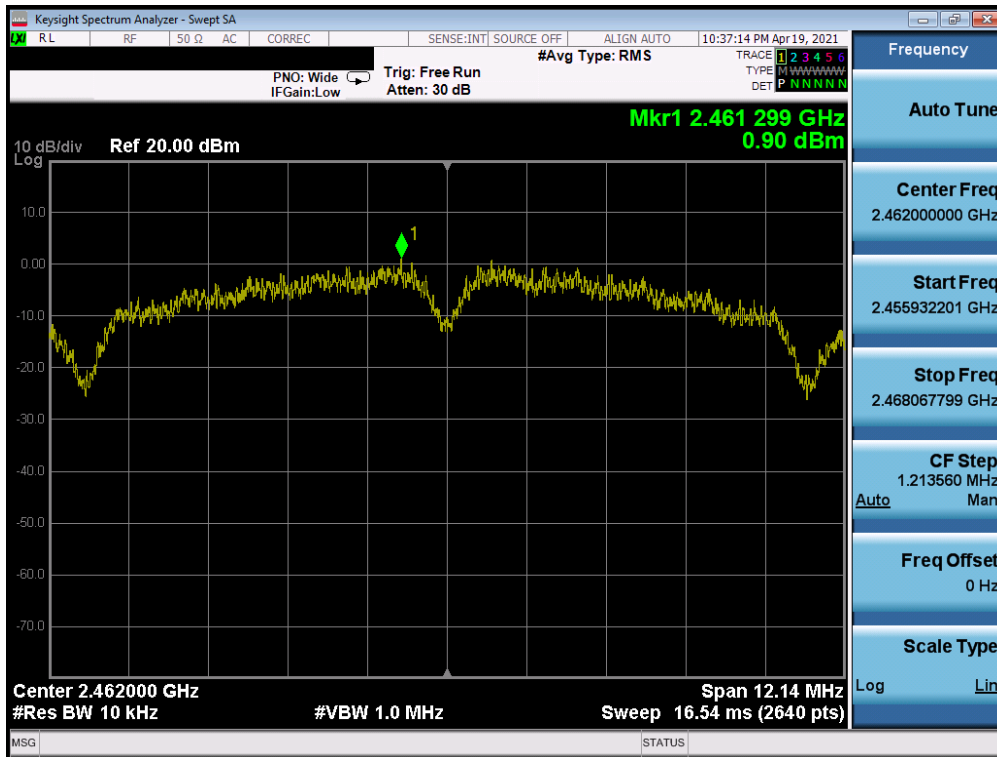 Keysight Spectrum Analyzer - Swept SA
LXI RL RF 50 Ω AC CORREC SENSE:INT SOURCE OFF ALIGN AUTO 10:37:14 PM Apr 19, 2021
PNO: Wide
IFGain:Low
Trig: Free Run
Atten: 30 dB
#Avg Type: RMS
TRACE 1 2 3 4 5 6
TYPE M WWWWW
DET P N N N N N
Mkr1 2.461 299 GHz
0.90 dBm
10 dB/div Ref 20.00 dBm
Log
10.0
0.00
-10.0
-20.0
-30.0
-40.0
-50.0
-60.0
-70.0
1
Center 2.462000 GHz
Span 12.14 MHz
#Res BW 10 kHz
#VBW 1.0 MHz
Sweep 16.54 ms (2640 pts)
MSG
STATUS
Frequency
Auto Tune
Center Freq
2.462000000 GHz
Start Freq
2.455932201 GHz
Stop Freq
2.468067799 GHz
CF Step
1.213560 MHz
Auto Man
Freq Offset
0 Hz
Scale Type
Log Lin